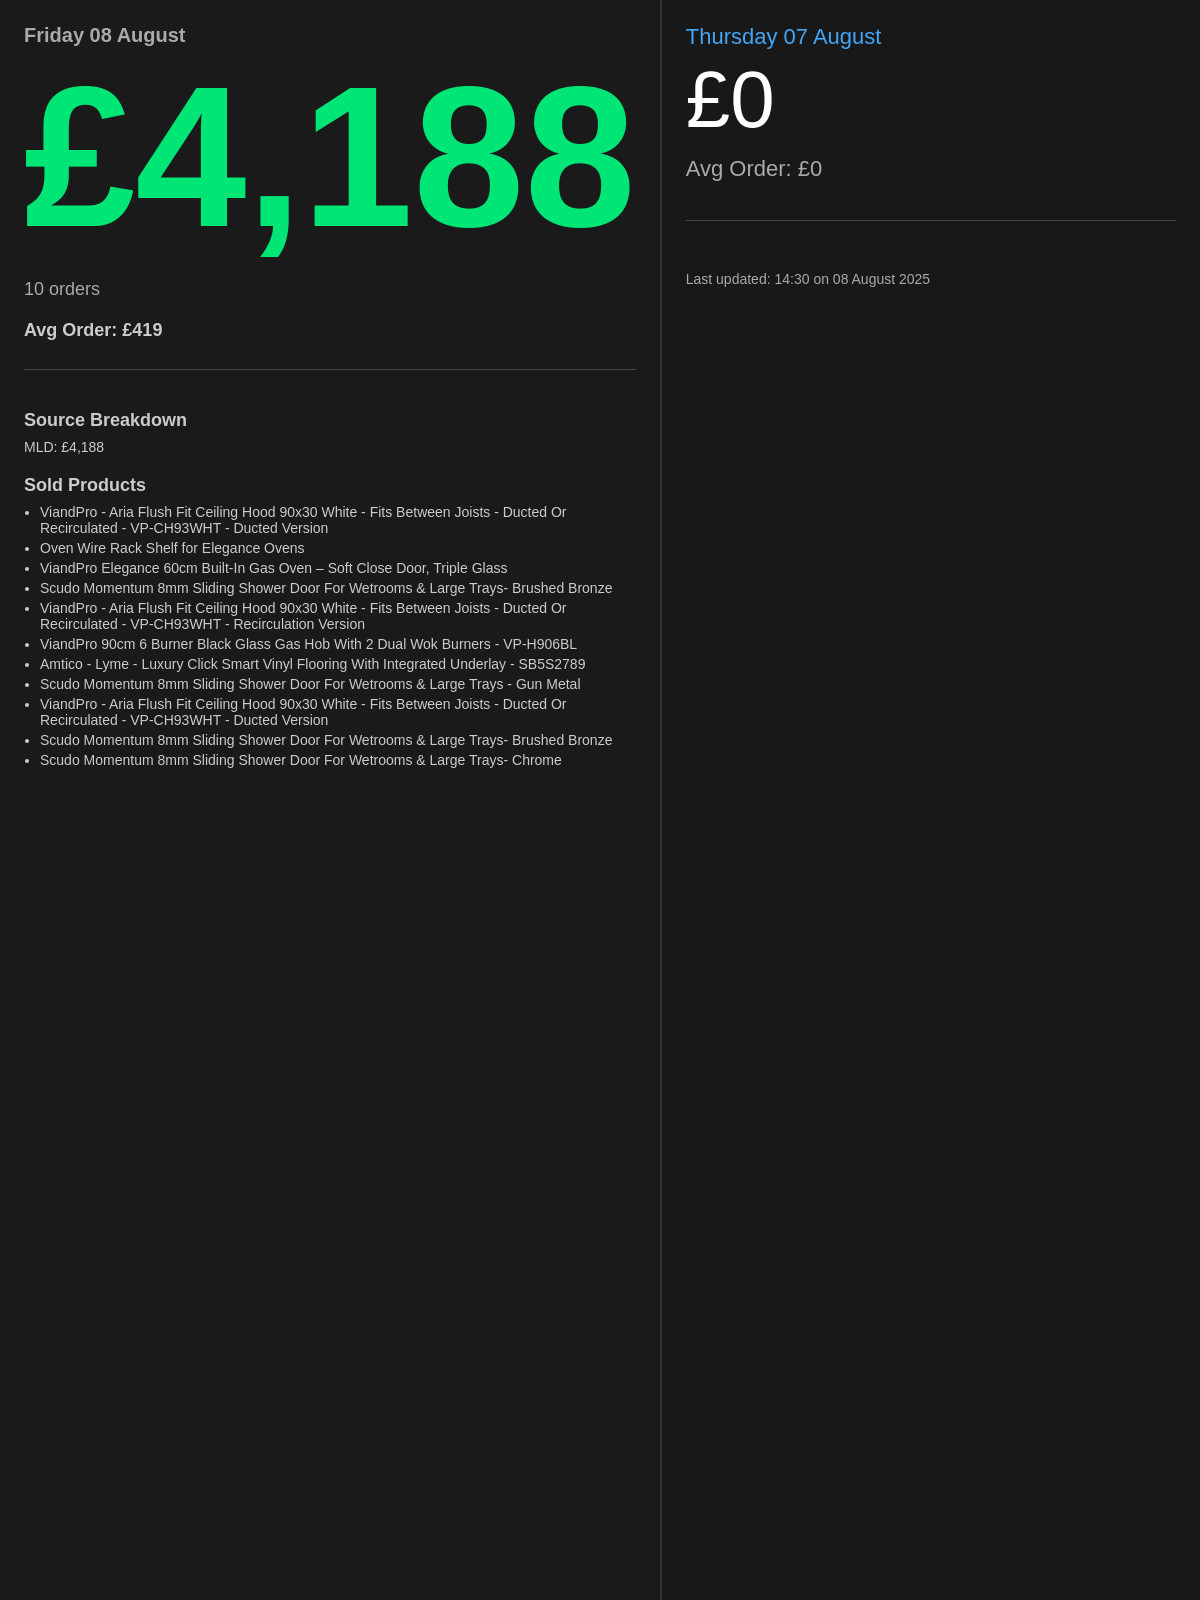 Friday 08 August
£4,188
10 orders
Avg Order: £419
Source Breakdown
MLD: £4,188
Sold Products
• ViandPro - Aria Flush Fit Ceiling Hood 90x30 White - Fits Between Joists - Ducted Or
Recirculated - VP-CH93WHT - Ducted Version
• Oven Wire Rack Shelf for Elegance Ovens
• ViandPro Elegance 60cm Built-In Gas Oven – Soft Close Door, Triple Glass
• Scudo Momentum 8mm Sliding Shower Door For Wetrooms & Large Trays- Brushed Bronze
• ViandPro - Aria Flush Fit Ceiling Hood 90x30 White - Fits Between Joists - Ducted Or
Recirculated - VP-CH93WHT - Recirculation Version
• ViandPro 90cm 6 Burner Black Glass Gas Hob With 2 Dual Wok Burners - VP-H906BL
• Amtico - Lyme - Luxury Click Smart Vinyl Flooring With Integrated Underlay - SB5S2789
• Scudo Momentum 8mm Sliding Shower Door For Wetrooms & Large Trays - Gun Metal
• ViandPro - Aria Flush Fit Ceiling Hood 90x30 White - Fits Between Joists - Ducted Or
Recirculated - VP-CH93WHT - Ducted Version
• Scudo Momentum 8mm Sliding Shower Door For Wetrooms & Large Trays- Brushed Bronze
• Scudo Momentum 8mm Sliding Shower Door For Wetrooms & Large Trays- Chrome
Thursday 07 August
£0
Avg Order: £0
Last updated: 14:30 on 08 August 2025